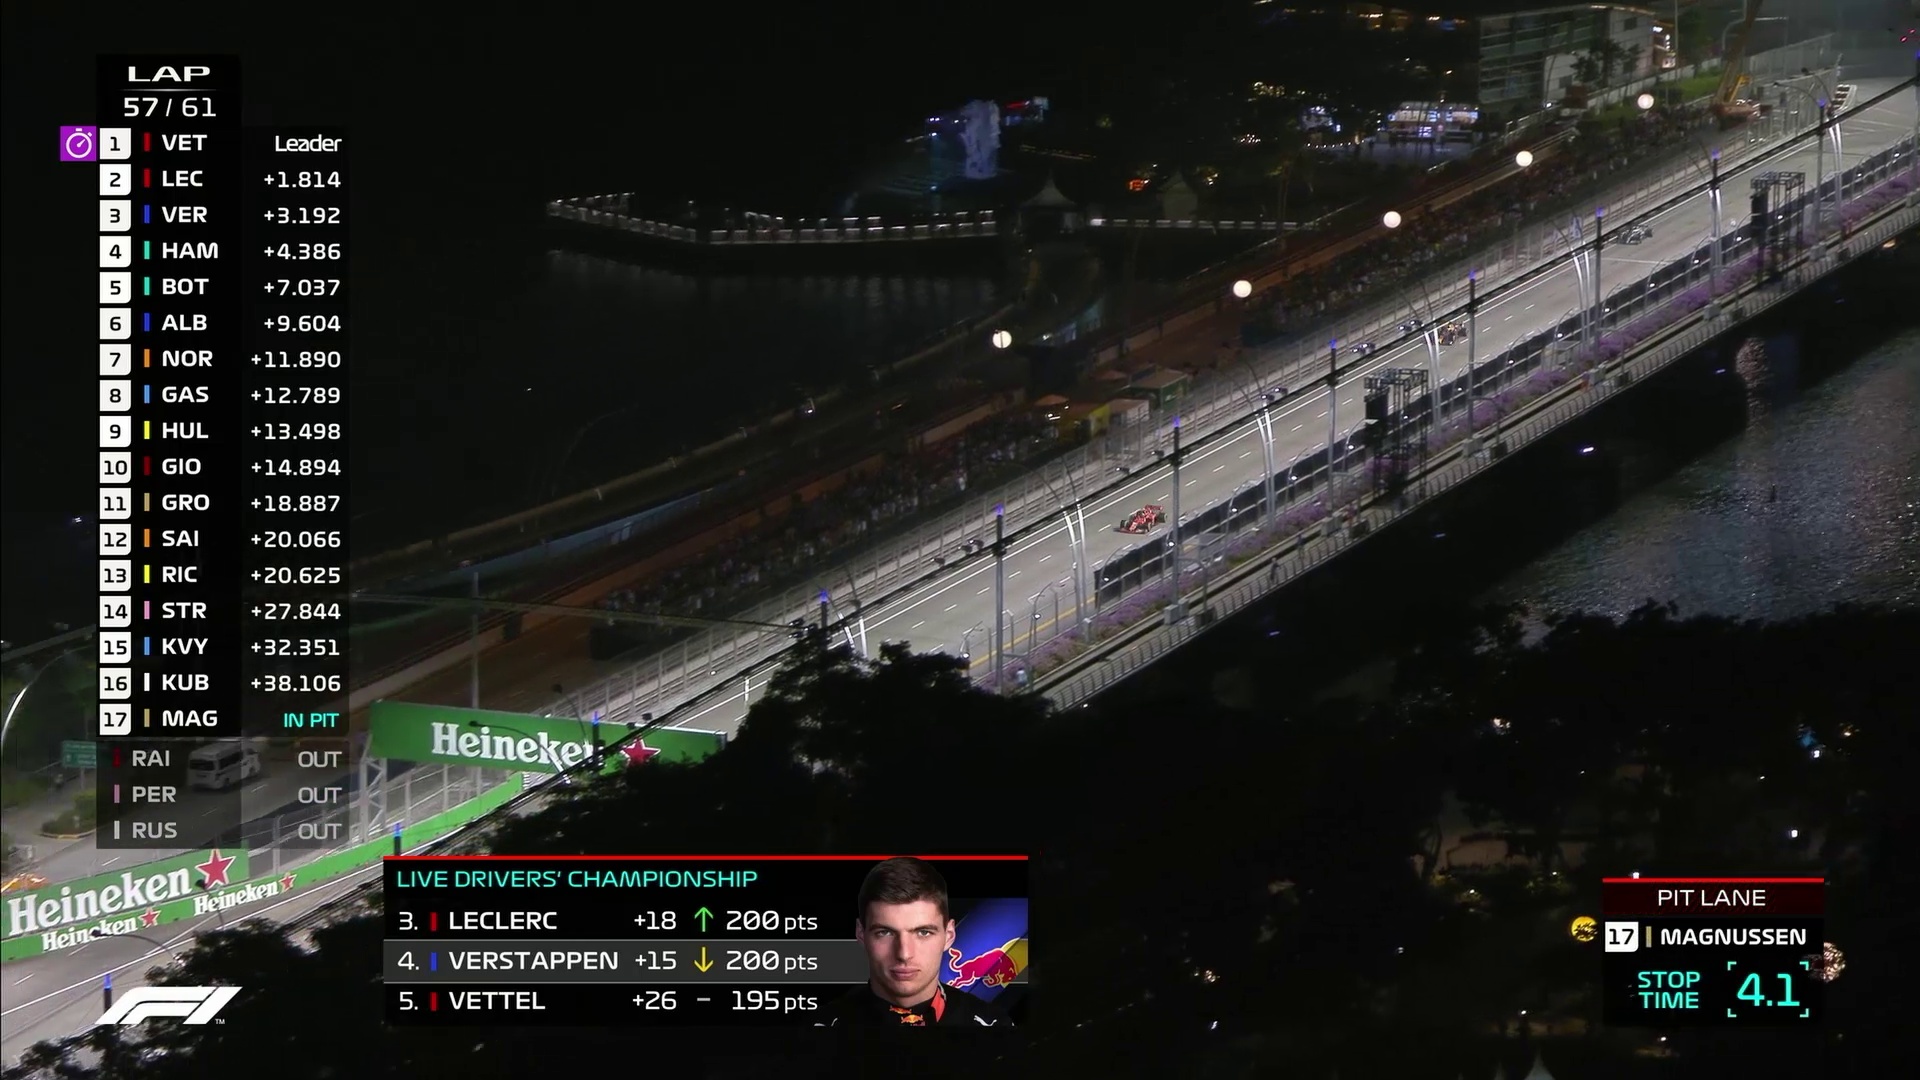 LAP
57 / 61
1 VET Leader
2 LEC +1.814
3 VER +3.192
4 HAM +4.386
5 BOT +7.037
6 ALB +9.604
7 NOR +11.890
8 GAS +12.789
9 HUL +13.498
10 GIO +14.894
11 GRO +18.887
12 SAI +20.066
13 RIC +20.625
14 STR +27.844
15 KVY +32.351
16 KUB +38.106
17 MAG IN PIT
RAI OUT
PER OUT
RUS OUT
Heineken
Heineken
Heineken
Heineken
LIVE DRIVERS' CHAMPIONSHIP
3. LECLERC +18 ↑ 200 pts
4. VERSTAPPEN +15 ↓ 200 pts
5. VETTEL +26 – 195 pts
PIT LANE
17 MAGNUSSEN
STOP TIME 4.1
F1 ™